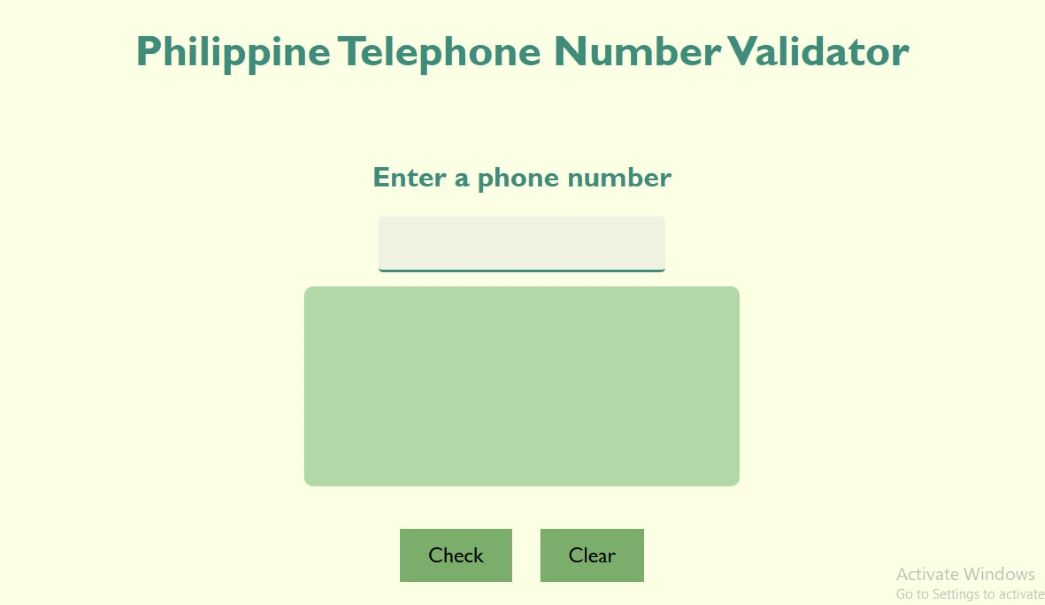 Philippine Telephone Number Validator
Enter a phone number
Check
Clear
Activate Windows
Go to Settings to activate